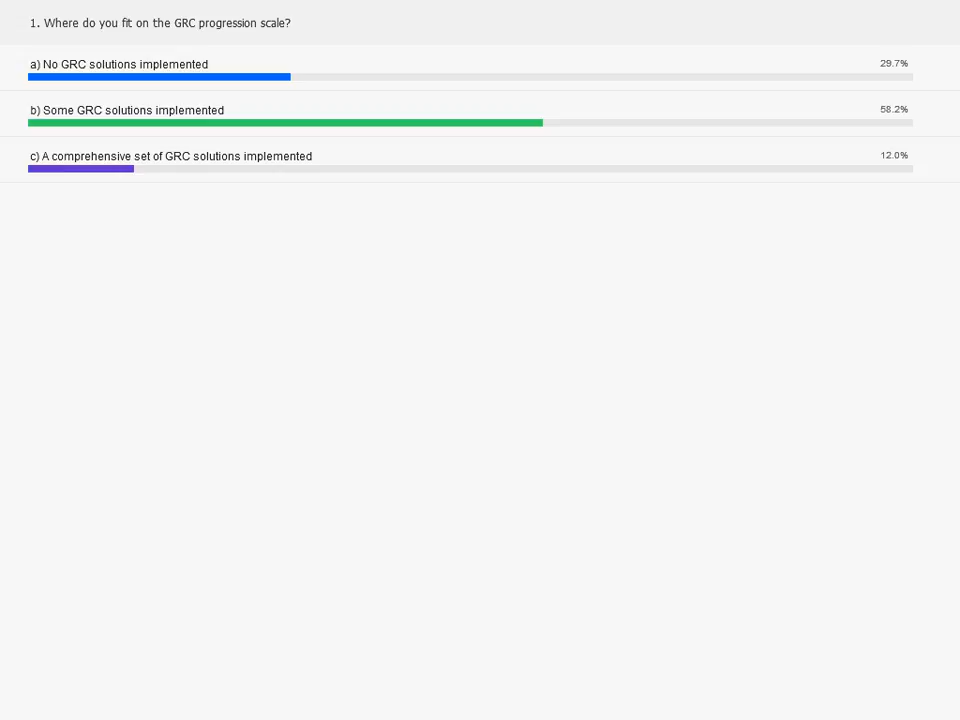 1. Where do you fit on the GRC progression scale?
a) No GRC solutions implemented
29.7%
b) Some GRC solutions implemented
58.2%
c) A comprehensive set of GRC solutions implemented
12.0%